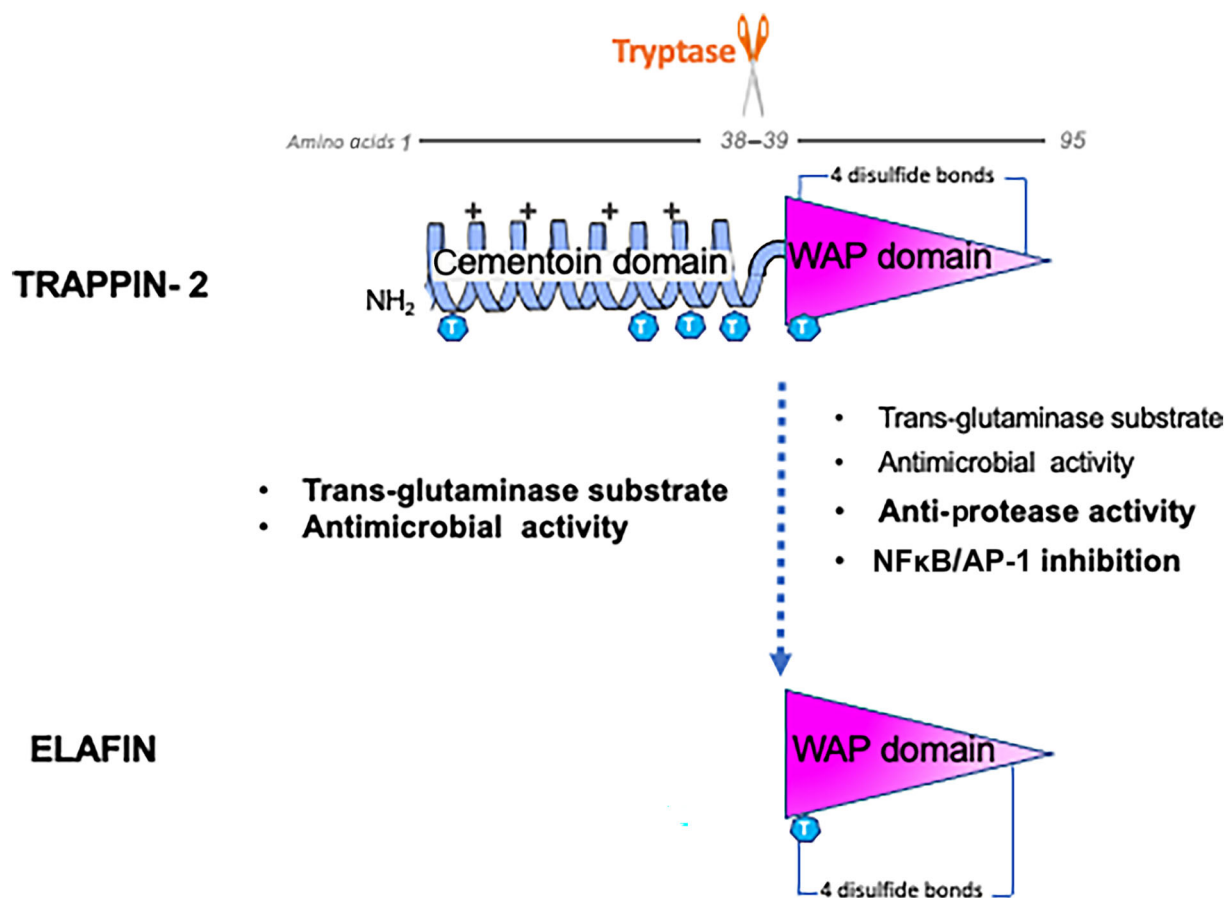 Tryptase
Amino acids 1 38–39 95
4 disulfide bonds
+ + + +
Cementoin domain WAP domain
TRAPPIN- 2
NH₂
T T T T T
• Trans-glutaminase substrate
• Antimicrobial activity
• Anti-protease activity
• NFκB/AP-1 inhibition
• Trans-glutaminase substrate
• Antimicrobial activity
ELAFIN
WAP domain
T
4 disulfide bonds